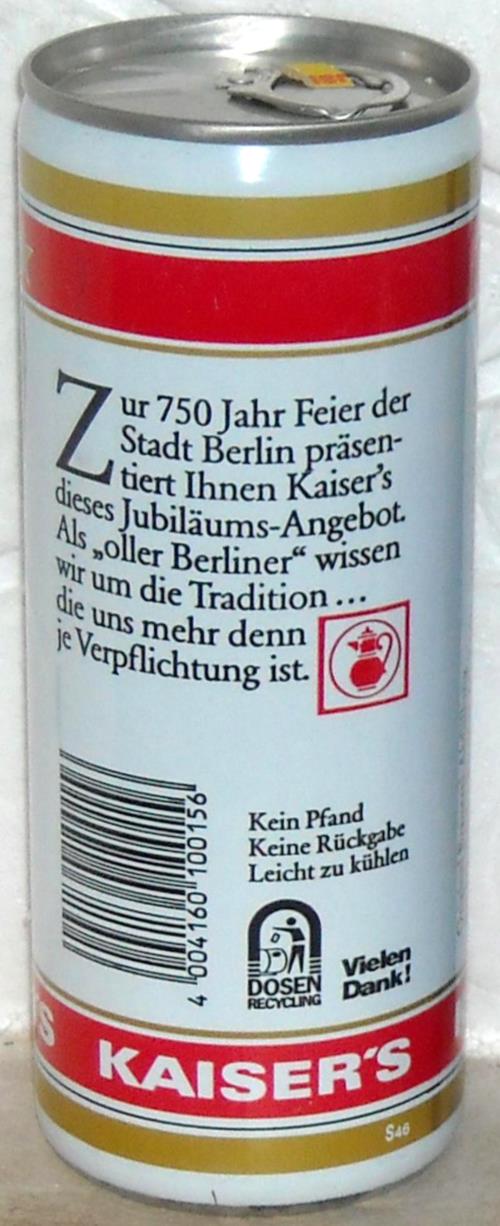 Zur 750 Jahr Feier der
Stadt Berlin präsen-
tiert Ihnen Kaiser's
dieses Jubiläums-Angebot.
Als „oller Berliner“ wissen
wir um die Tradition ...
die uns mehr denn
je Verpflichtung ist.
4 004160 100156
Kein Pfand
Keine Rückgabe
Leicht zu kühlen
DOSEN
RECYCLING
Vielen
Dank!
S KAISER'S
S46